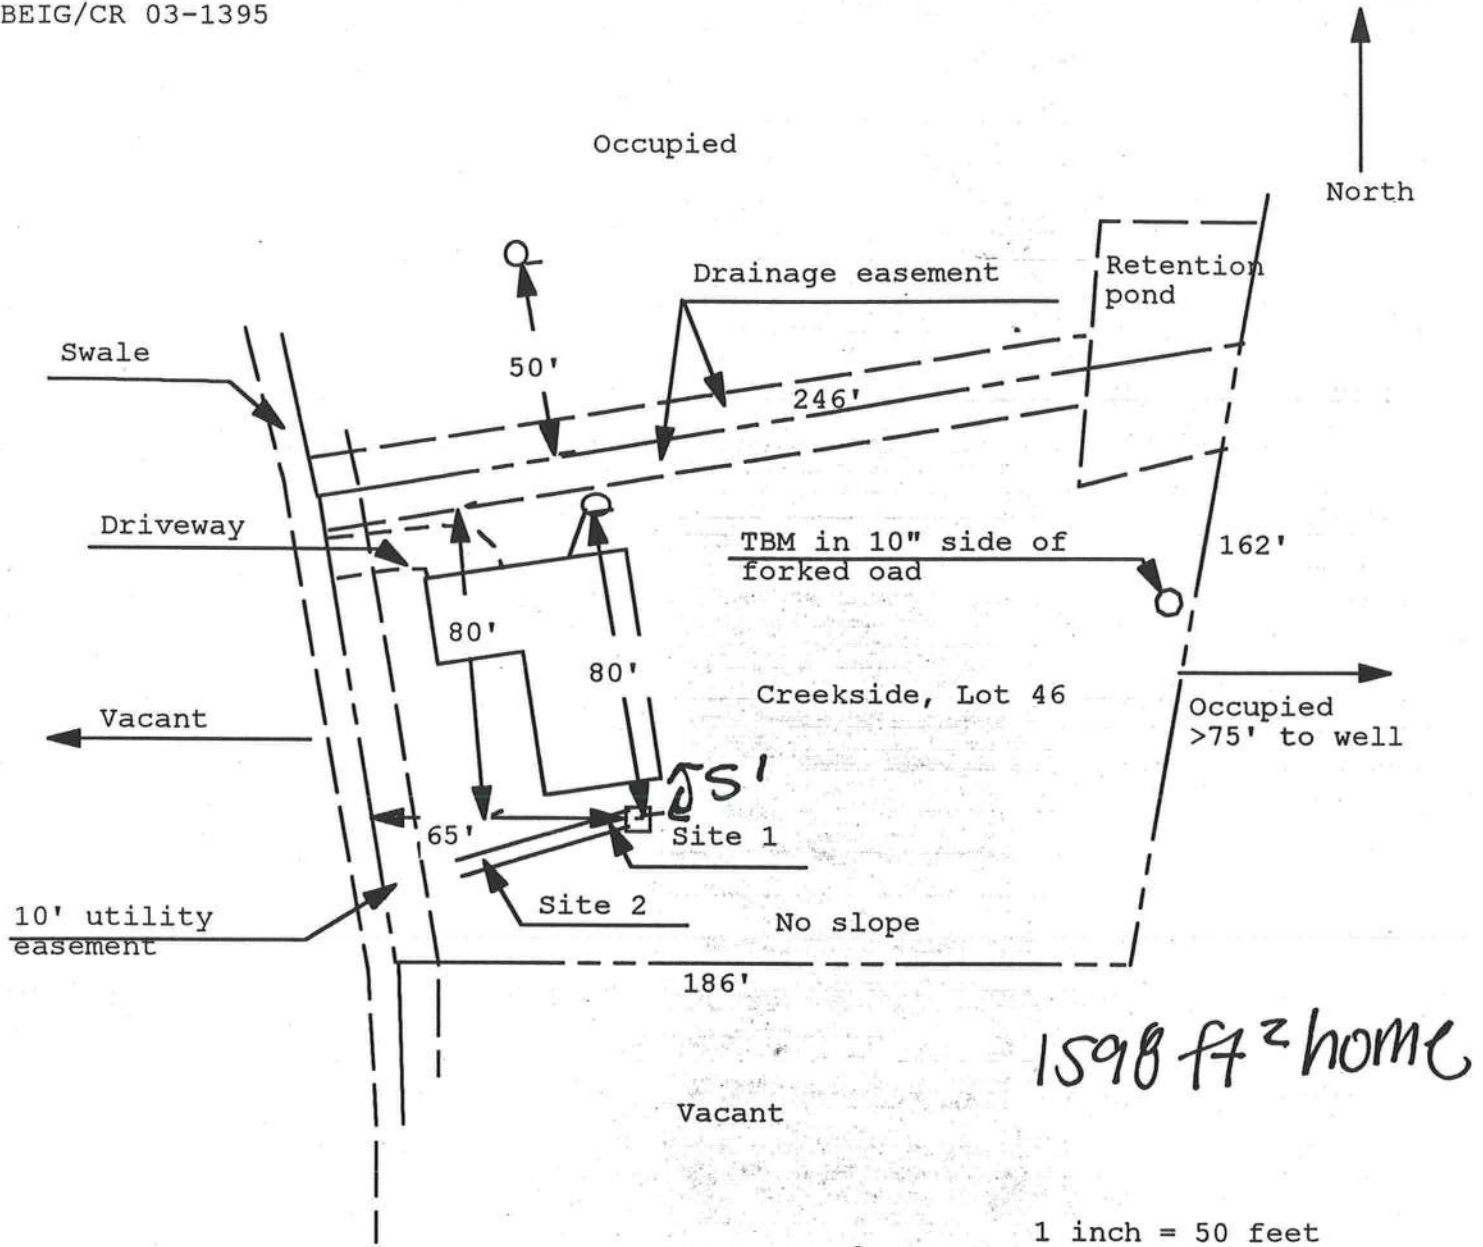 BEIG/CR 03-1395
Occupied
North
Drainage easement
Retention
pond
Swale
50'
246'
Driveway
TBM in 10" side of
forked oad
162'
80'
80'
Creekside, Lot 46
Vacant
Occupied
>75' to well
5'
65'
Site 1
10' utility
easement
Site 2
No slope
186'
1598 ft² home
Vacant
1 inch = 50 feet